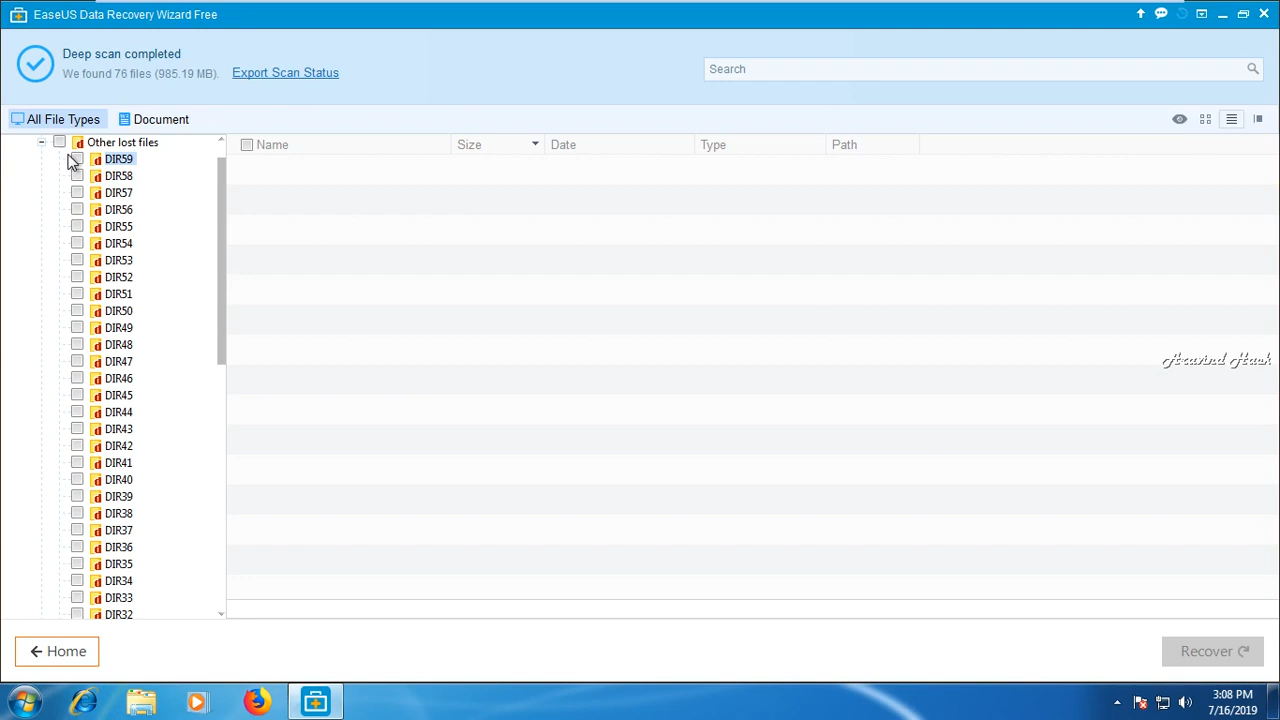 EaseUS Data Recovery Wizard Free
Deep scan completed
We found 76 files (985.19 MB).
Export Scan Status
Search
All File Types
Document
Other lost files
Name
Size
Date
Type
Path
DIR59
DIR58
DIR57
DIR56
DIR55
DIR54
DIR53
DIR52
DIR51
DIR50
DIR49
DIR48
DIR47
DIR46
DIR45
DIR44
DIR43
DIR42
DIR41
DIR40
DIR39
DIR38
DIR37
DIR36
DIR35
DIR34
DIR33
DIR32
Aravind Hash
Home
Recover
3:08 PM
7/16/2019